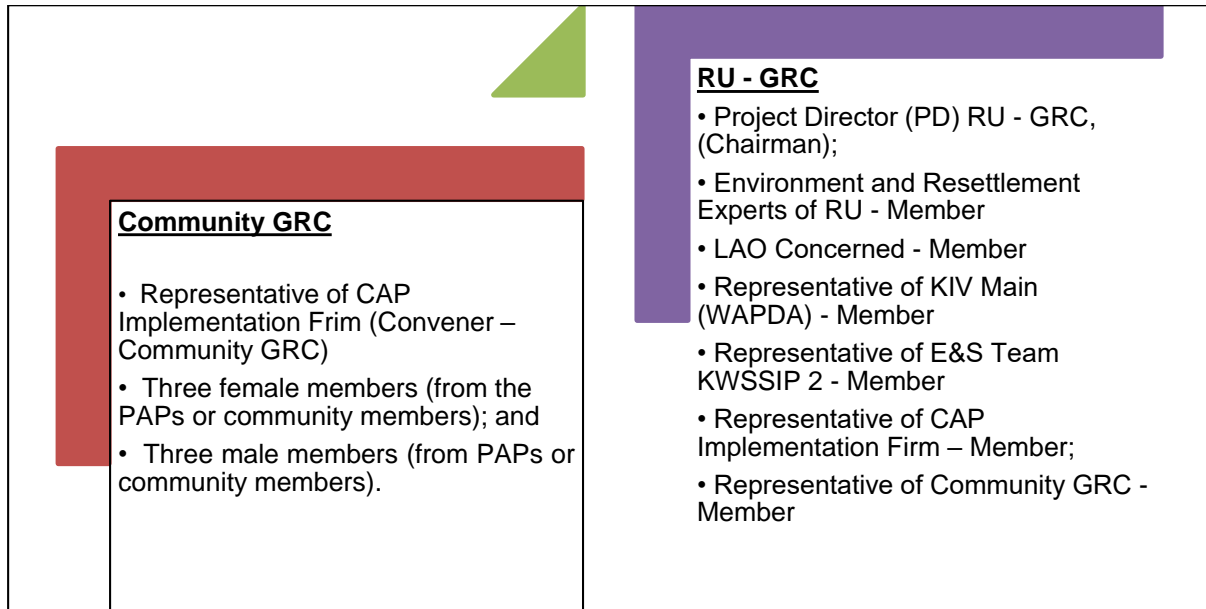 Community GRC
• Representative of CAP
Implementation Frim (Convener –
Community GRC)
• Three female members (from the
PAPs or community members); and
• Three male members (from PAPs or
community members).
RU - GRC
• Project Director (PD) RU - GRC,
(Chairman);
• Environment and Resettlement
Experts of RU - Member
• LAO Concerned - Member
• Representative of KIV Main
(WAPDA) - Member
• Representative of E&S Team
KWSSIP 2 - Member
• Representative of CAP
Implementation Firm – Member;
• Representative of Community GRC -
Member